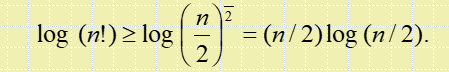 log (n!) ≥ log (n/2)^2 = (n/2)log (n/2).